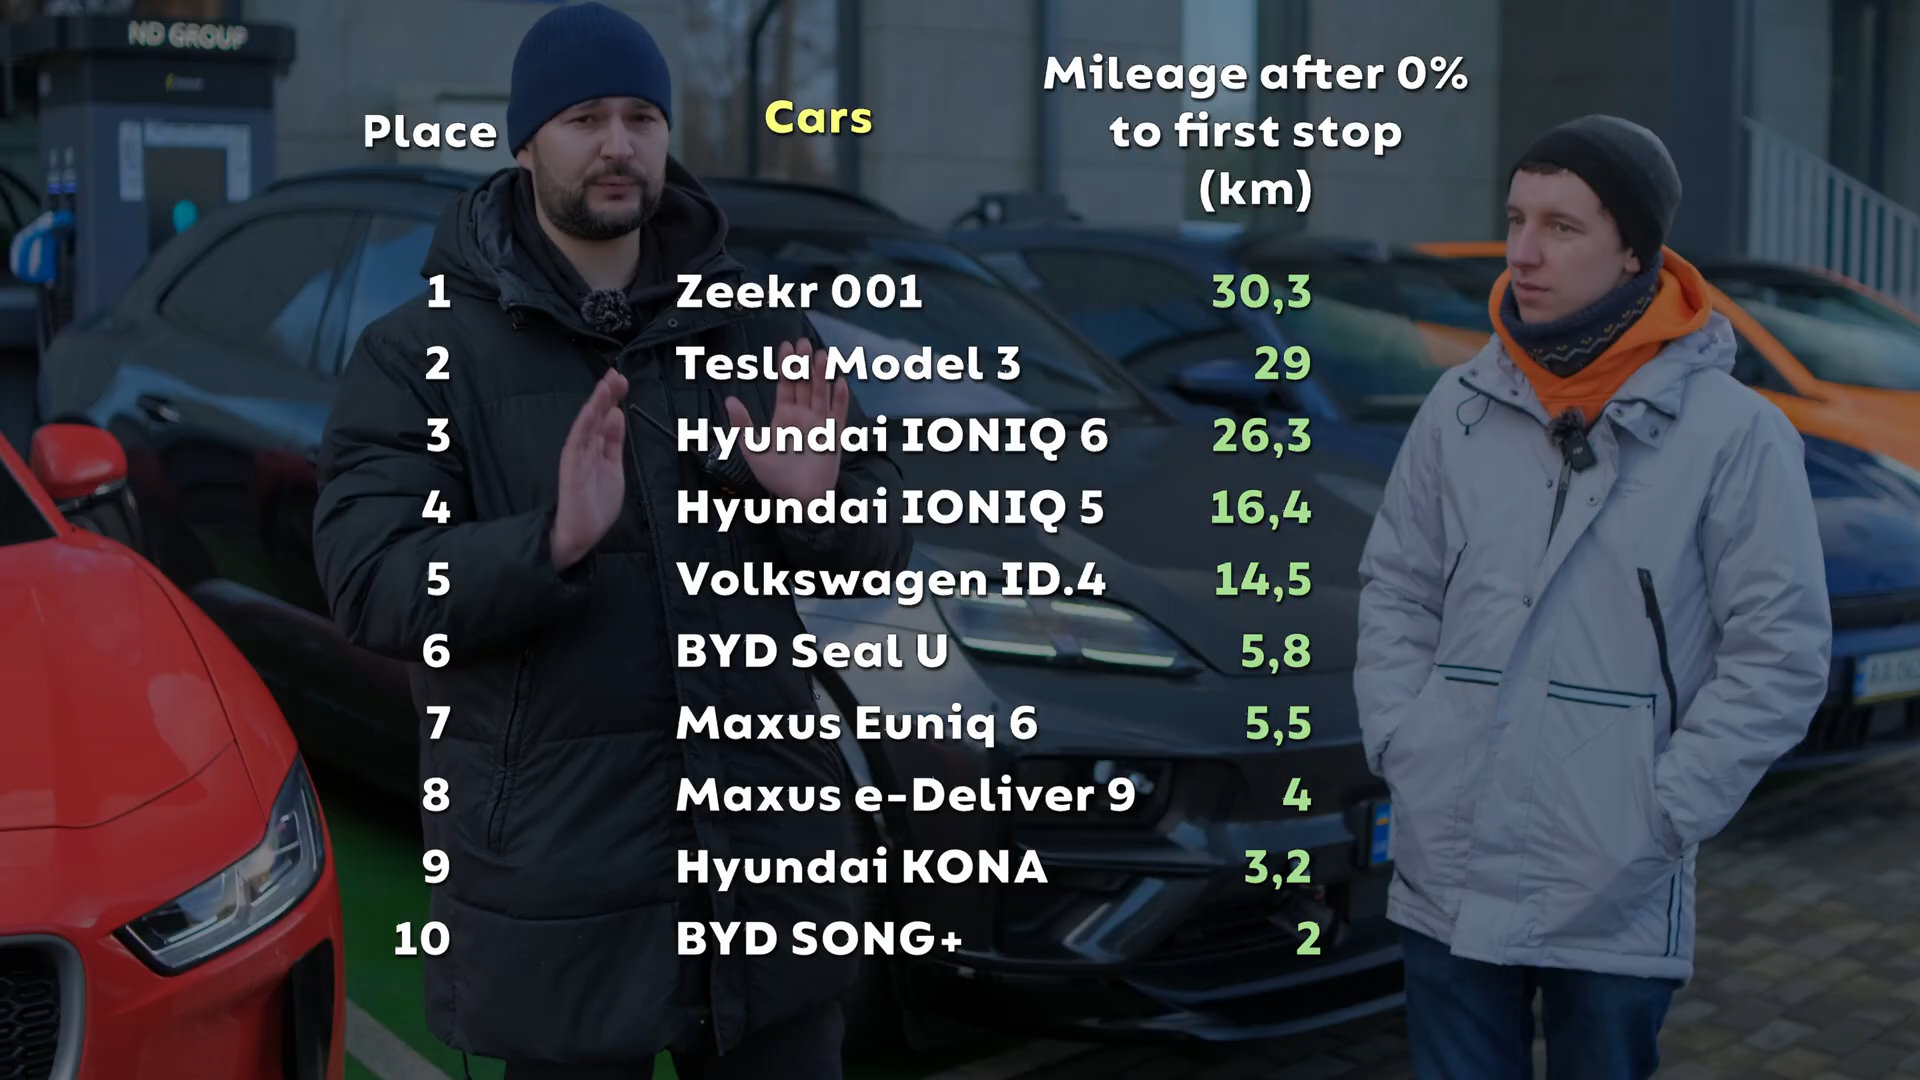 ND GROUP
Place Cars Mileage after 0%
to first stop
(km)
1 Zeekr 001 30,3
2 Tesla Model 3 29
3 Hyundai IONIQ 6 26,3
4 Hyundai IONIQ 5 16,4
5 Volkswagen ID.4 14,5
6 BYD Seal U 5,8
7 Maxus Euniq 6 5,5
8 Maxus e-Deliver 9 4
9 Hyundai KONA 3,2
10 BYD SONG+ 2